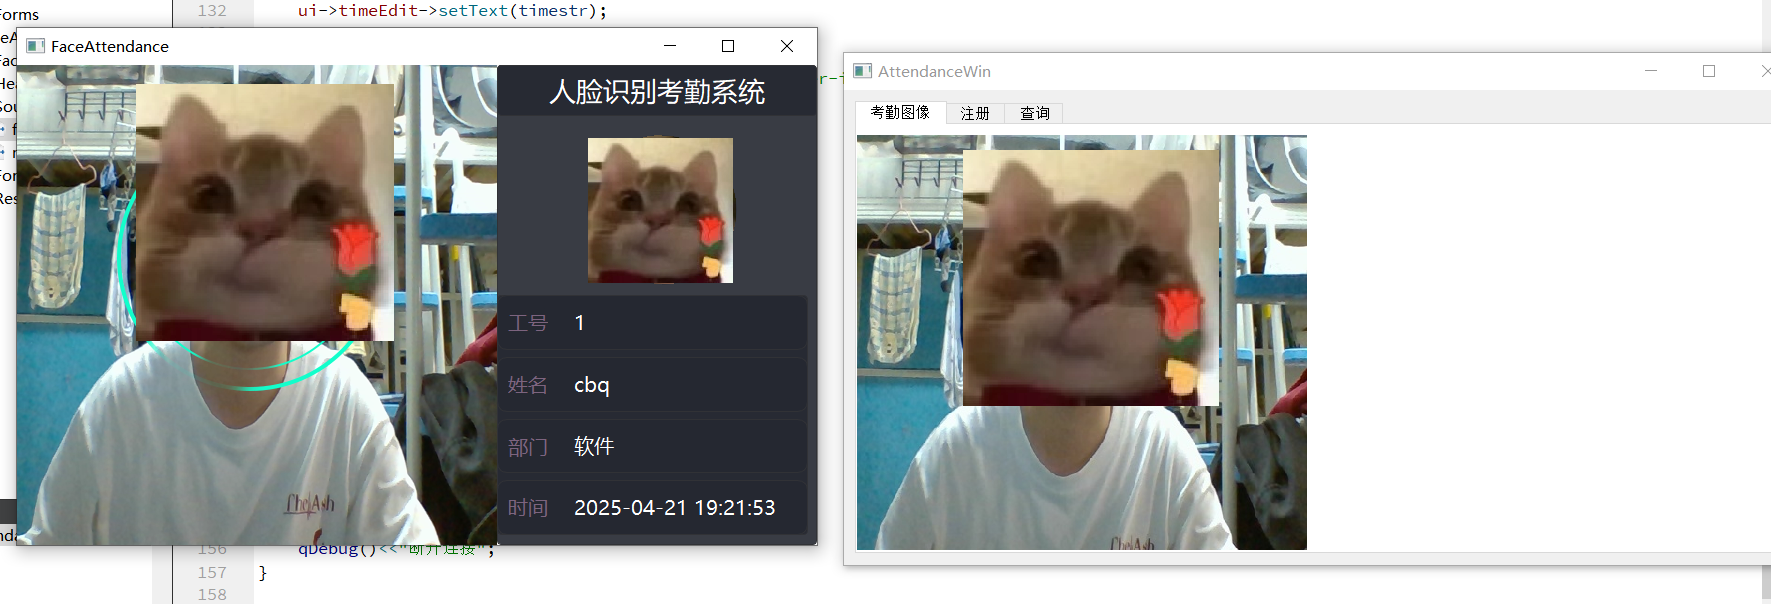 132 ui->timeEdit->setText(timestr);
FaceAttendance
人脸识别考勤系统
工号 1
姓名 cbq
部门 软件
时间 2025-04-21 19:21:53
AttendanceWin
考勤图像 注册 查询
156 qDebug()<<"断开连接";
157 }
158